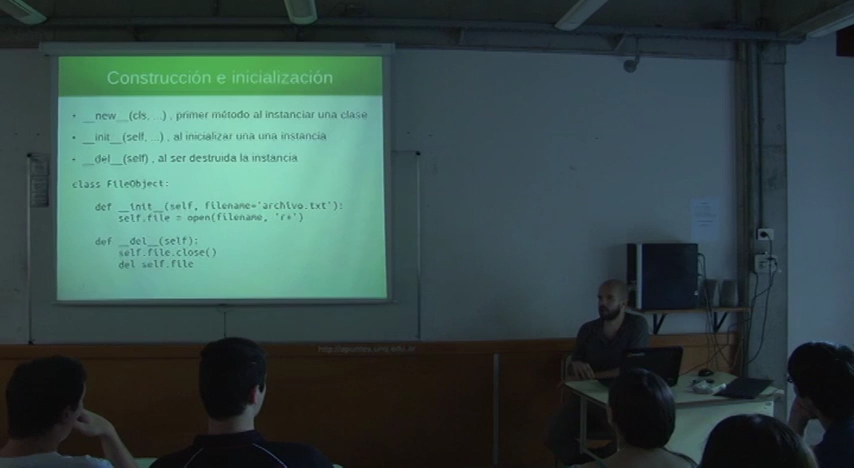 Construcción e inicialización
• __new__(cls, ...) , primer método al instanciar una clase
• __init__(self, ...) , al inicializar una una instancia
• __del__(self) , al ser destruida la instancia
class FileObject:
def __init__(self, filename='archivo.txt'):
self.file = open(filename, 'r+')
def __del__(self):
self.file.close()
del self.file